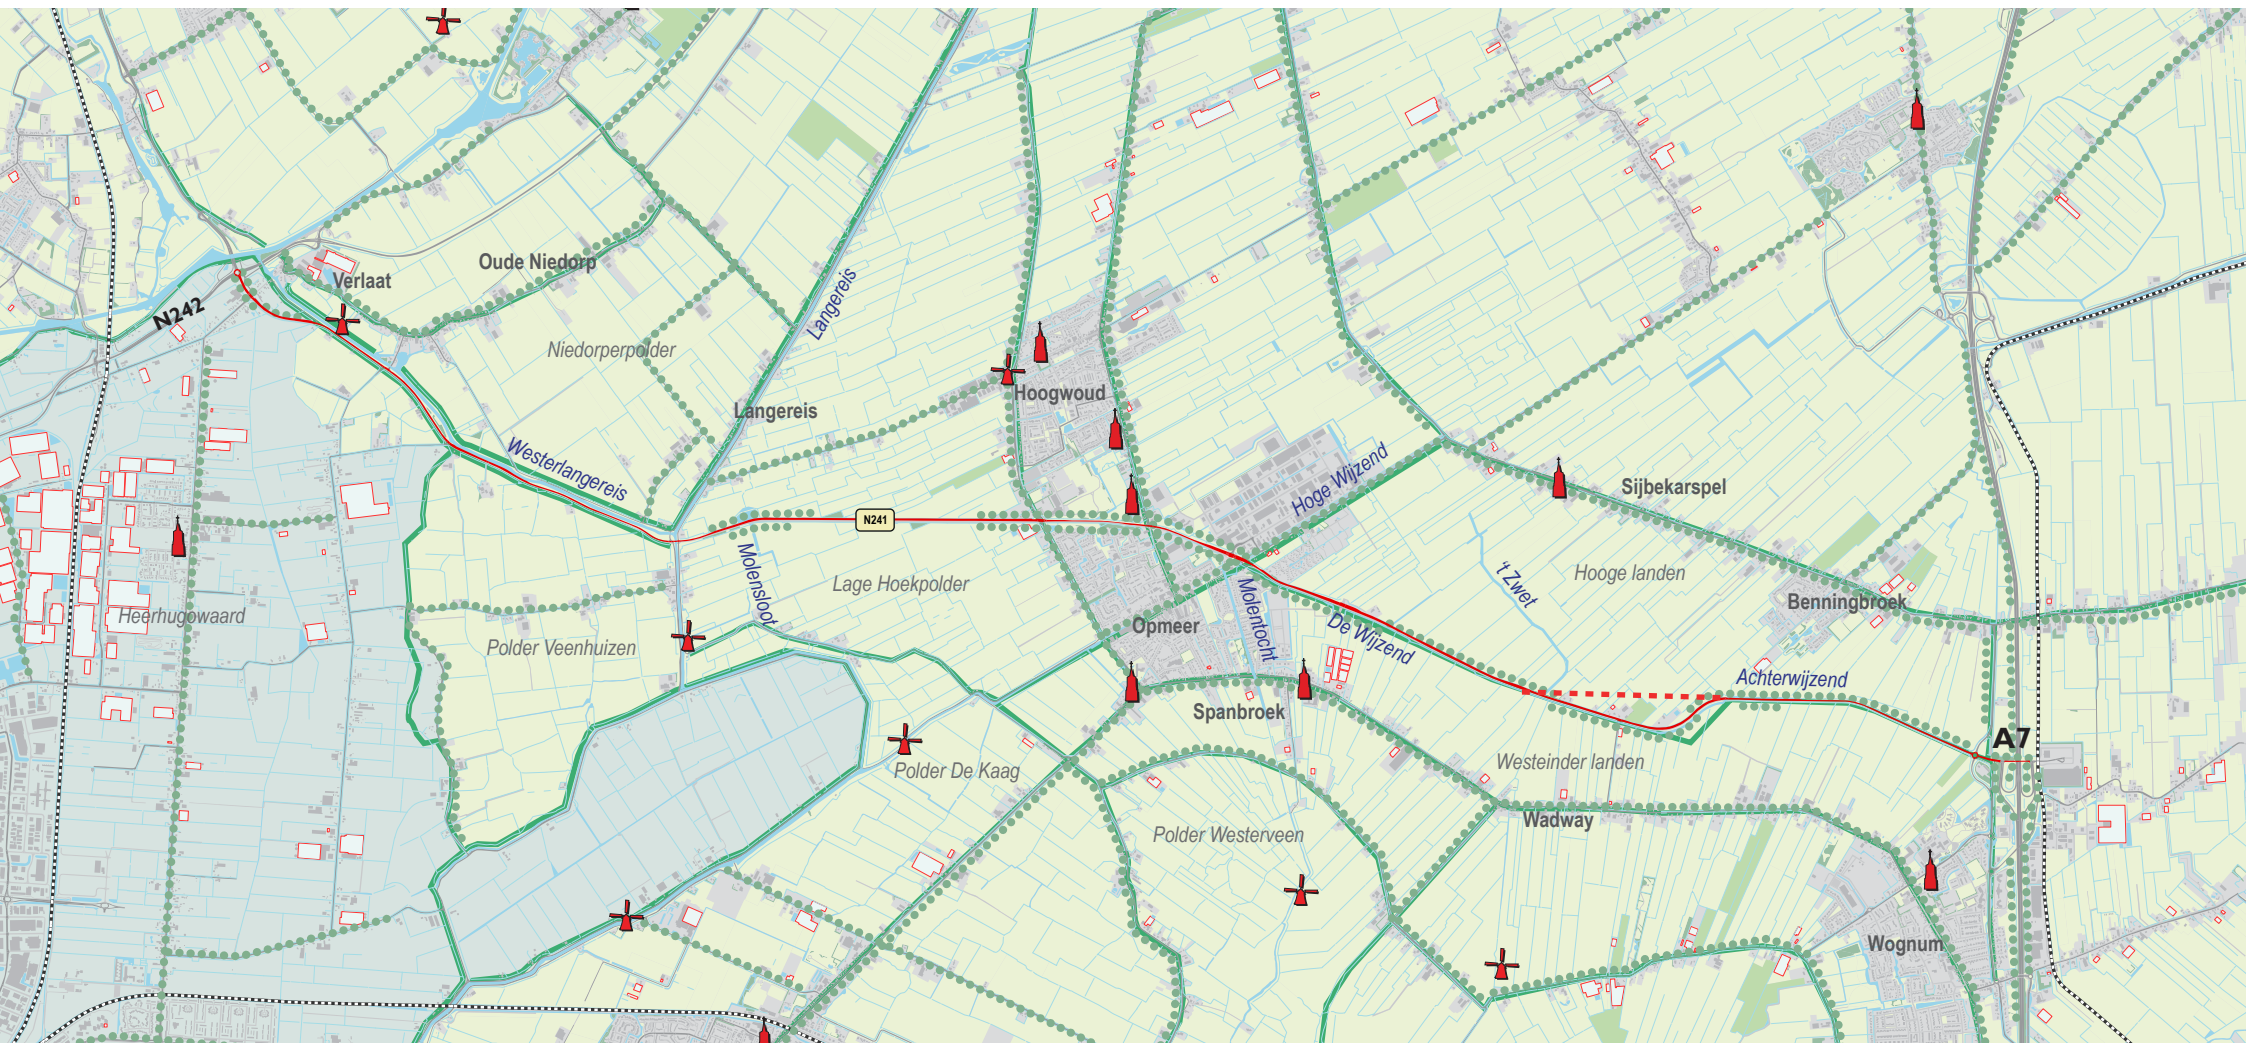 Oude Niedorp
Verlaat
N242
Langereis
Niedorperpolder
Hoogwoud
Langereis
Westerlangereis
Hoge Wijzend
Sijbekarspel
N241
Molensloot
Lage Hoekpolder
't Zwet
Hooge landen
Benningbroek
Heerhugowaard
Molentocht
Opmeer
De Wijzend
Polder Veenhuizen
Achterwijzend
Spanbroek
A7
Westeinder landen
Polder De Kaag
Wadway
Polder Westerveen
Wognum